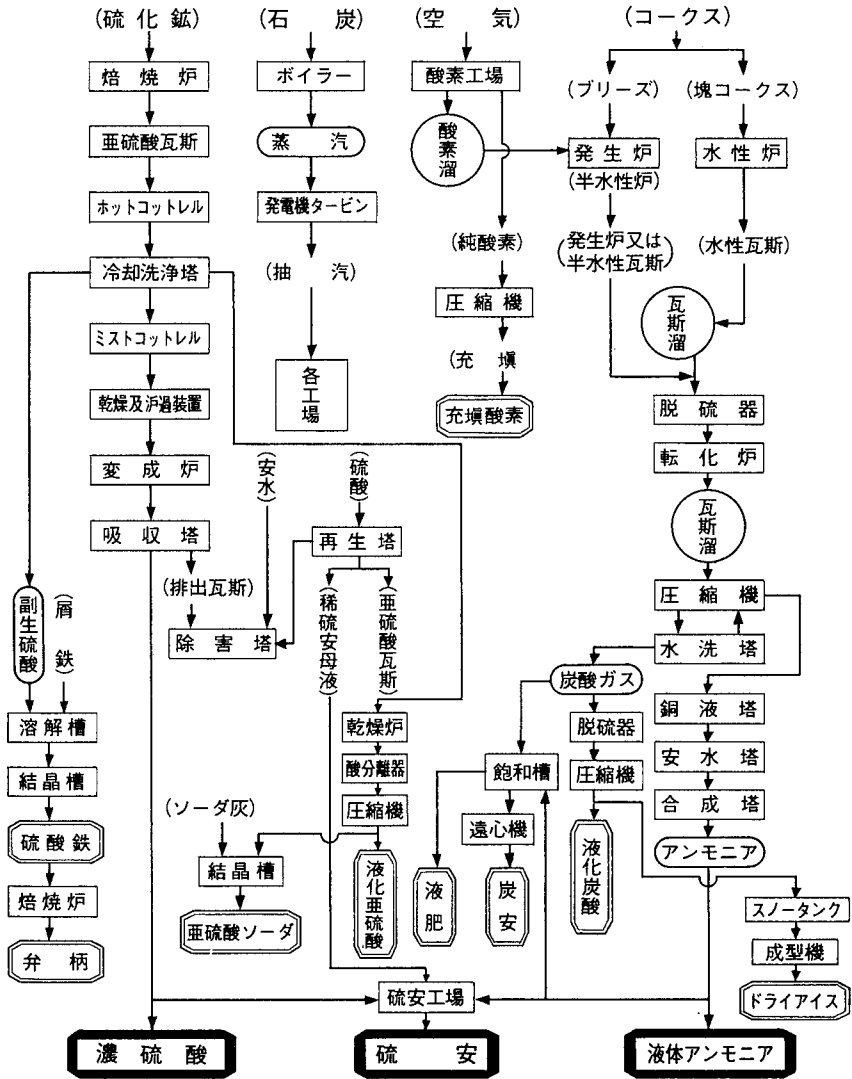 (硫化鉱)
焙焼炉
亜硫酸瓦斯
ホットコットレル
冷却洗浄塔
ミストコットレル
乾燥及沪過装置
変成炉
吸収塔
(排出瓦斯)
除害塔
(石炭)
ボイラー
蒸汽
発電機タービン
(抽汽)
各工場
(空気)
酸素工場
酸素溜
(純酸素)
圧縮機
(充塡)
充塡酸素
(コークス)
(ブリーズ)
(塊コークス)
発生炉
(半水性炉)
水性炉
(発生炉又は半水性瓦斯)
(水性瓦斯)
瓦斯溜
脱硫器
転化炉
瓦斯溜
圧縮機
水洗塔
銅液塔
安水塔
合成塔
アンモニア
(安水)
(硫酸)
再生塔
(稀硫安母液)
(亜硫酸瓦斯)
副生硫酸
(屑鉄)
溶解槽
結晶槽
硫酸鉄
焙焼炉
弁柄
乾燥炉
酸分離器
圧縮機
液化亜硫酸
(ソーダ灰)
結晶槽
亜硫酸ソーダ
炭酸ガス
飽和槽
遠心機
液肥
炭安
脱硫器
圧縮機
液化炭酸
スノータンク
成型機
ドライアイス
硫安工場
濃硫酸
硫安
液体アンモニア